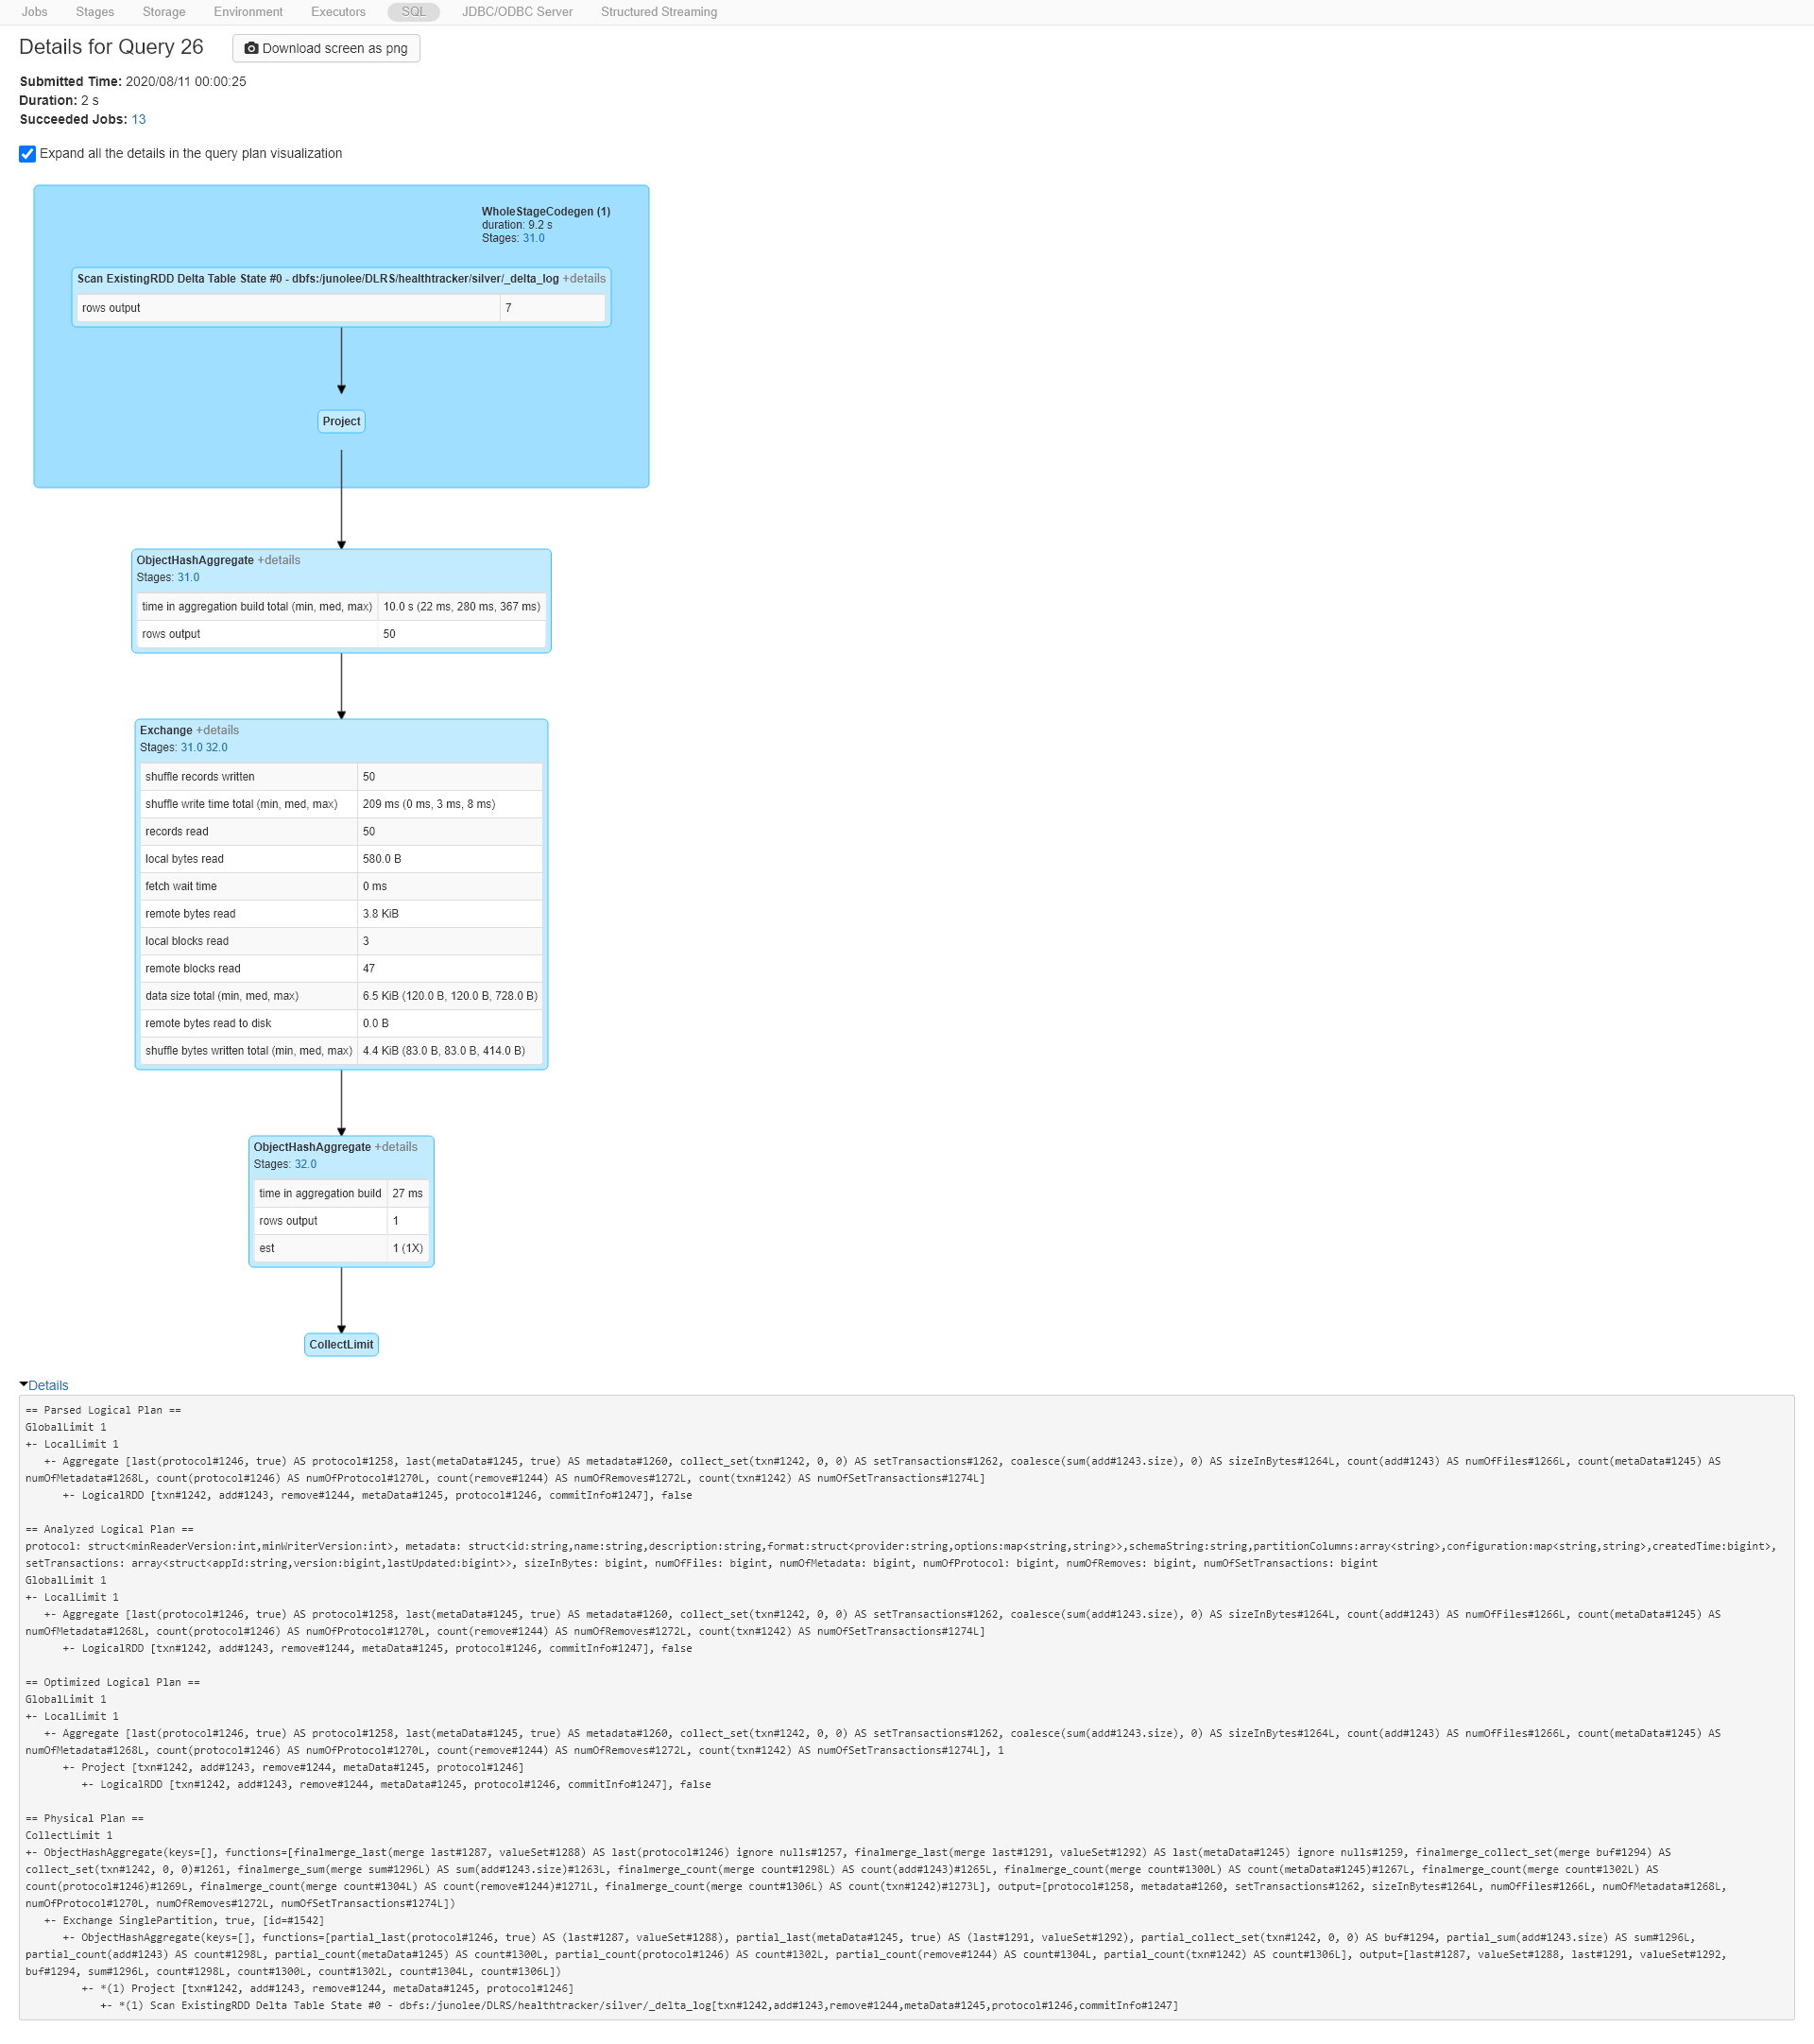 Jobs Stages Storage Environment Executors SQL JDBC/ODBC Server Structured Streaming
Details for Query 26 Download screen as png
Submitted Time: 2020/08/11 00:00:25
Duration: 2 s
Succeeded Jobs: 13
Expand all the details in the query plan visualization
WholeStageCodegen (1)
duration: 9.2 s
Stages: 31.0
Scan ExistingRDD Delta Table State #0 - dbfs:/junolee/DLRS/healthtracker/silver/_delta_log +details
rows output 7
Project
ObjectHashAggregate +details
Stages: 31.0
time in aggregation build total (min, med, max) 10.0 s (22 ms, 280 ms, 367 ms)
rows output 50
Exchange +details
Stages: 31.0 32.0
shuffle records written 50
shuffle write time total (min, med, max) 209 ms (0 ms, 3 ms, 8 ms)
records read 50
local bytes read 580.0 B
fetch wait time 0 ms
remote bytes read 3.8 KiB
local blocks read 3
remote blocks read 47
data size total (min, med, max) 6.5 KiB (120.0 B, 120.0 B, 728.0 B)
remote bytes read to disk 0.0 B
shuffle bytes written total (min, med, max) 4.4 KiB (83.0 B, 83.0 B, 414.0 B)
ObjectHashAggregate +details
Stages: 32.0
time in aggregation build 27 ms
rows output 1
est 1 (1X)
CollectLimit
Details
== Parsed Logical Plan ==
GlobalLimit 1
+- LocalLimit 1
   +- Aggregate [last(protocol#1246, true) AS protocol#1258, last(metaData#1245, true) AS metadata#1260, collect_set(txn#1242, 0, 0) AS setTransactions#1262, coalesce(sum(add#1243.size), 0) AS sizeInBytes#1264L, count(add#1243) AS numOfFiles#1266L, count(metaData#1245) AS
numOfMetadata#1268L, count(protocol#1246) AS numOfProtocol#1270L, count(remove#1244) AS numOfRemoves#1272L, count(txn#1242) AS numOfSetTransactions#1274L]
      +- LogicalRDD [txn#1242, add#1243, remove#1244, metaData#1245, protocol#1246, commitInfo#1247], false
== Analyzed Logical Plan ==
protocol: struct<minReaderVersion:int,minWriterVersion:int>, metadata: struct<id:string,name:string,description:string,format:struct<provider:string,options:map<string,string>>,schemaString:string,partitionColumns:array<string>,configuration:map<string,string>,createdTime:bigint>,
setTransactions: array<struct<appId:string,version:bigint,lastUpdated:bigint>>, sizeInBytes: bigint, numOfFiles: bigint, numOfMetadata: bigint, numOfProtocol: bigint, numOfRemoves: bigint, numOfSetTransactions: bigint
GlobalLimit 1
+- LocalLimit 1
   +- Aggregate [last(protocol#1246, true) AS protocol#1258, last(metaData#1245, true) AS metadata#1260, collect_set(txn#1242, 0, 0) AS setTransactions#1262, coalesce(sum(add#1243.size), 0) AS sizeInBytes#1264L, count(add#1243) AS numOfFiles#1266L, count(metaData#1245) AS
numOfMetadata#1268L, count(protocol#1246) AS numOfProtocol#1270L, count(remove#1244) AS numOfRemoves#1272L, count(txn#1242) AS numOfSetTransactions#1274L]
      +- LogicalRDD [txn#1242, add#1243, remove#1244, metaData#1245, protocol#1246, commitInfo#1247], false
== Optimized Logical Plan ==
GlobalLimit 1
+- LocalLimit 1
   +- Aggregate [last(protocol#1246, true) AS protocol#1258, last(metaData#1245, true) AS metadata#1260, collect_set(txn#1242, 0, 0) AS setTransactions#1262, coalesce(sum(add#1243.size), 0) AS sizeInBytes#1264L, count(add#1243) AS numOfFiles#1266L, count(metaData#1245) AS
numOfMetadata#1268L, count(protocol#1246) AS numOfProtocol#1270L, count(remove#1244) AS numOfRemoves#1272L, count(txn#1242) AS numOfSetTransactions#1274L], 1
      +- Project [txn#1242, add#1243, remove#1244, metaData#1245, protocol#1246]
         +- LogicalRDD [txn#1242, add#1243, remove#1244, metaData#1245, protocol#1246, commitInfo#1247], false
== Physical Plan ==
CollectLimit 1
+- ObjectHashAggregate(keys=[], functions=[finalmerge_last(merge last#1287, valueSet#1288) AS last(protocol#1246) ignore nulls#1257, finalmerge_last(merge last#1291, valueSet#1292) AS last(metaData#1245) ignore nulls#1259, finalmerge_collect_set(merge buf#1294) AS
collect_set(txn#1242, 0, 0)#1261, finalmerge_sum(merge sum#1296L) AS sum(add#1243.size)#1263L, finalmerge_count(merge count#1298L) AS count(add#1243)#1265L, finalmerge_count(merge count#1300L) AS count(metaData#1245)#1267L, finalmerge_count(merge count#1302L) AS
count(protocol#1246)#1269L, finalmerge_count(merge count#1304L) AS count(remove#1244)#1271L, finalmerge_count(merge count#1306L) AS count(txn#1242)#1273L], output=[protocol#1258, metadata#1260, setTransactions#1262, sizeInBytes#1264L, numOfFiles#1266L, numOfMetadata#1268L,
numOfProtocol#1270L, numOfRemoves#1272L, numOfSetTransactions#1274L])
   +- Exchange SinglePartition, true, [id=#1542]
      +- ObjectHashAggregate(keys=[], functions=[partial_last(protocol#1246, true) AS (last#1287, valueSet#1288), partial_last(metaData#1245, true) AS (last#1291, valueSet#1292), partial_collect_set(txn#1242, 0, 0) AS buf#1294, partial_sum(add#1243.size) AS sum#1296L,
partial_count(add#1243) AS count#1298L, partial_count(metaData#1245) AS count#1300L, partial_count(protocol#1246) AS count#1302L, partial_count(remove#1244) AS count#1304L, partial_count(txn#1242) AS count#1306L], output=[last#1287, valueSet#1288, last#1291, valueSet#1292,
buf#1294, sum#1296L, count#1298L, count#1300L, count#1302L, count#1304L, count#1306L])
         +- *(1) Project [txn#1242, add#1243, remove#1244, metaData#1245, protocol#1246]
            +- *(1) Scan ExistingRDD Delta Table State #0 - dbfs:/junolee/DLRS/healthtracker/silver/_delta_log[txn#1242,add#1243,remove#1244,metaData#1245,protocol#1246,commitInfo#1247]